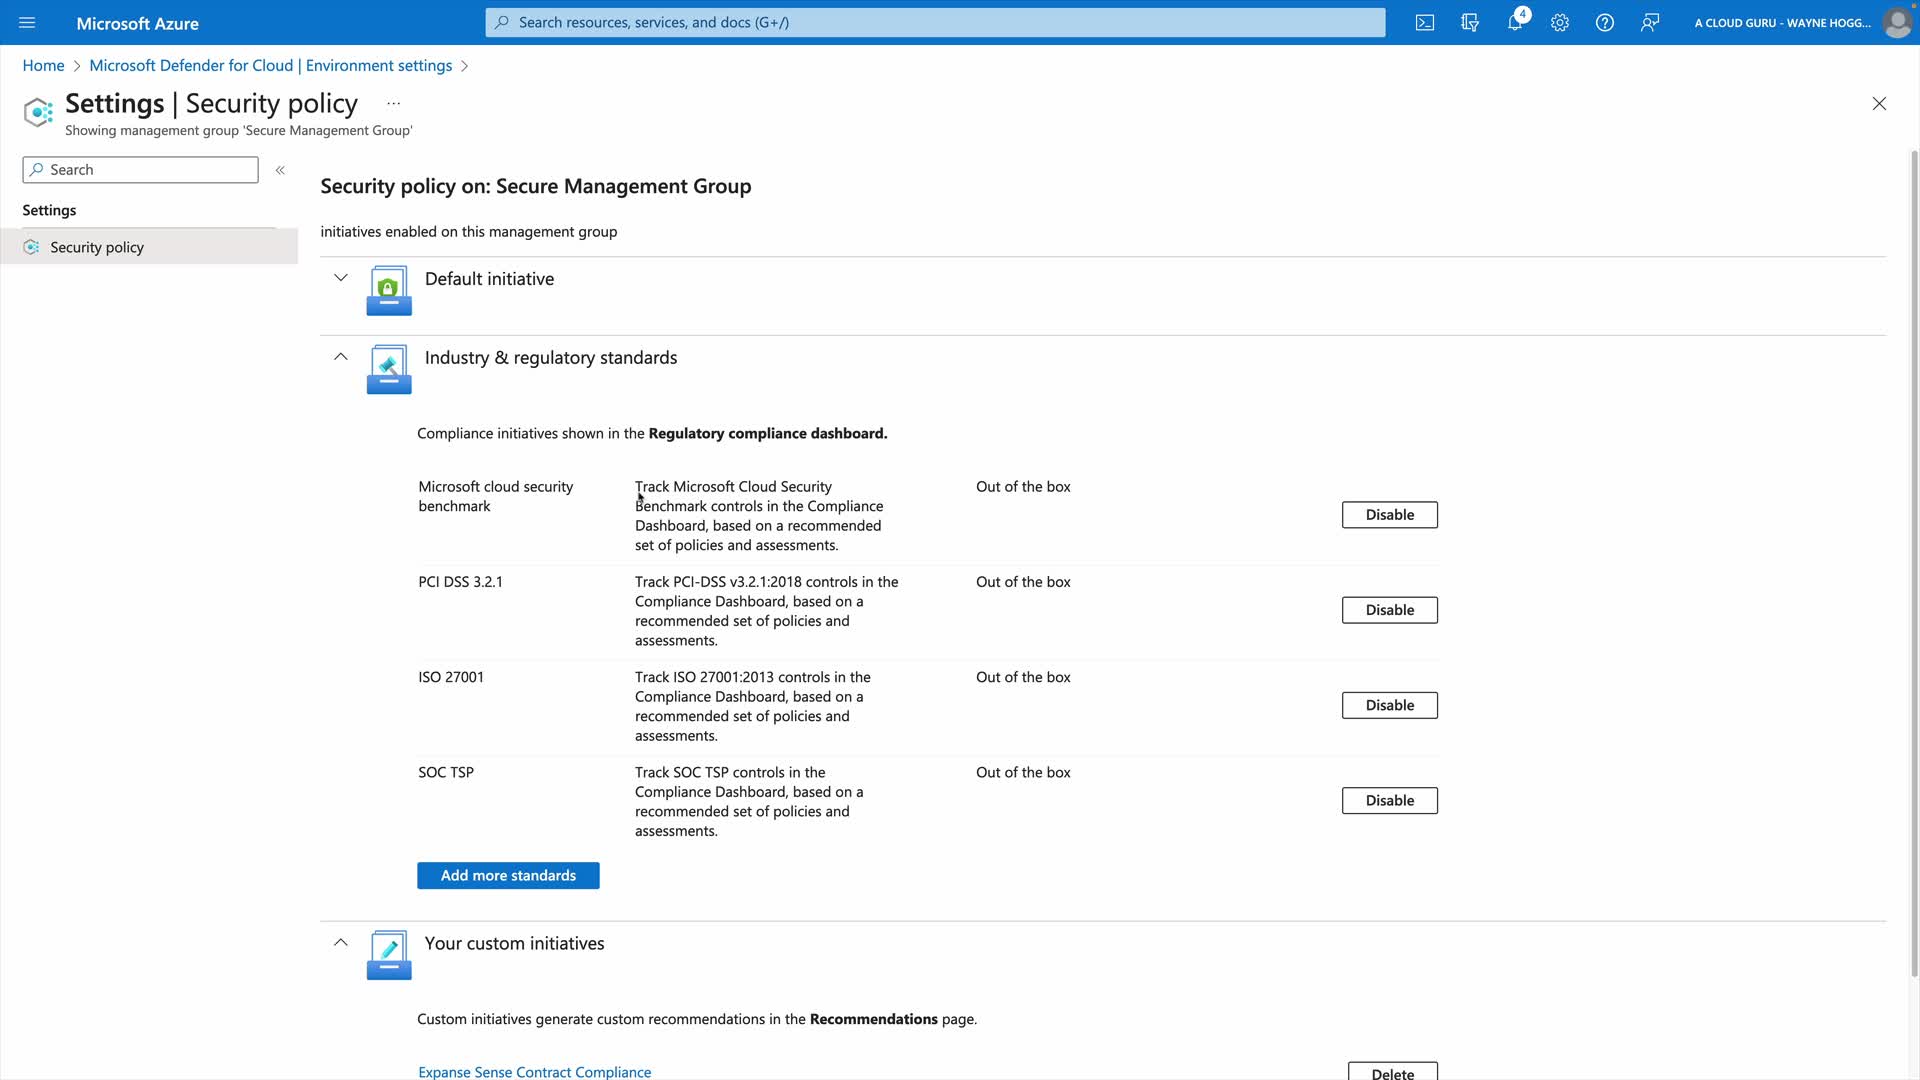 Microsoft Azure
Search resources, services, and docs (G+/)
4
A CLOUD GURU - WAYNE HOGG...
Home > Microsoft Defender for Cloud | Environment settings >
Settings | Security policy ...
Showing management group 'Secure Management Group'
Search
«
Settings
Security policy
Security policy on: Secure Management Group
initiatives enabled on this management group
Default initiative
Industry & regulatory standards
Compliance initiatives shown in the Regulatory compliance dashboard.
Microsoft cloud security
benchmark
Track Microsoft Cloud Security
Benchmark controls in the Compliance
Dashboard, based on a recommended
set of policies and assessments.
Out of the box
Disable
PCI DSS 3.2.1
Track PCI-DSS v3.2.1:2018 controls in the
Compliance Dashboard, based on a
recommended set of policies and
assessments.
Out of the box
Disable
ISO 27001
Track ISO 27001:2013 controls in the
Compliance Dashboard, based on a
recommended set of policies and
assessments.
Out of the box
Disable
SOC TSP
Track SOC TSP controls in the
Compliance Dashboard, based on a
recommended set of policies and
assessments.
Out of the box
Disable
Add more standards
Your custom initiatives
Custom initiatives generate custom recommendations in the Recommendations page.
Expanse Sense Contract Compliance
Delete